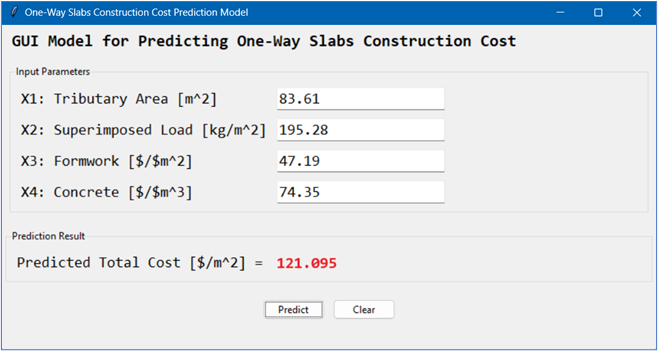 One-Way Slabs Construction Cost Prediction Model
GUI Model for Predicting One-Way Slabs Construction Cost
Input Parameters
X1: Tributary Area [m^2] 83.61
X2: Superimposed Load [kg/m^2] 195.28
X3: Formwork [$/$m^2] 47.19
X4: Concrete [$/$m^3] 74.35
Prediction Result
Predicted Total Cost [$/m^2] = 121.095
Predict Clear